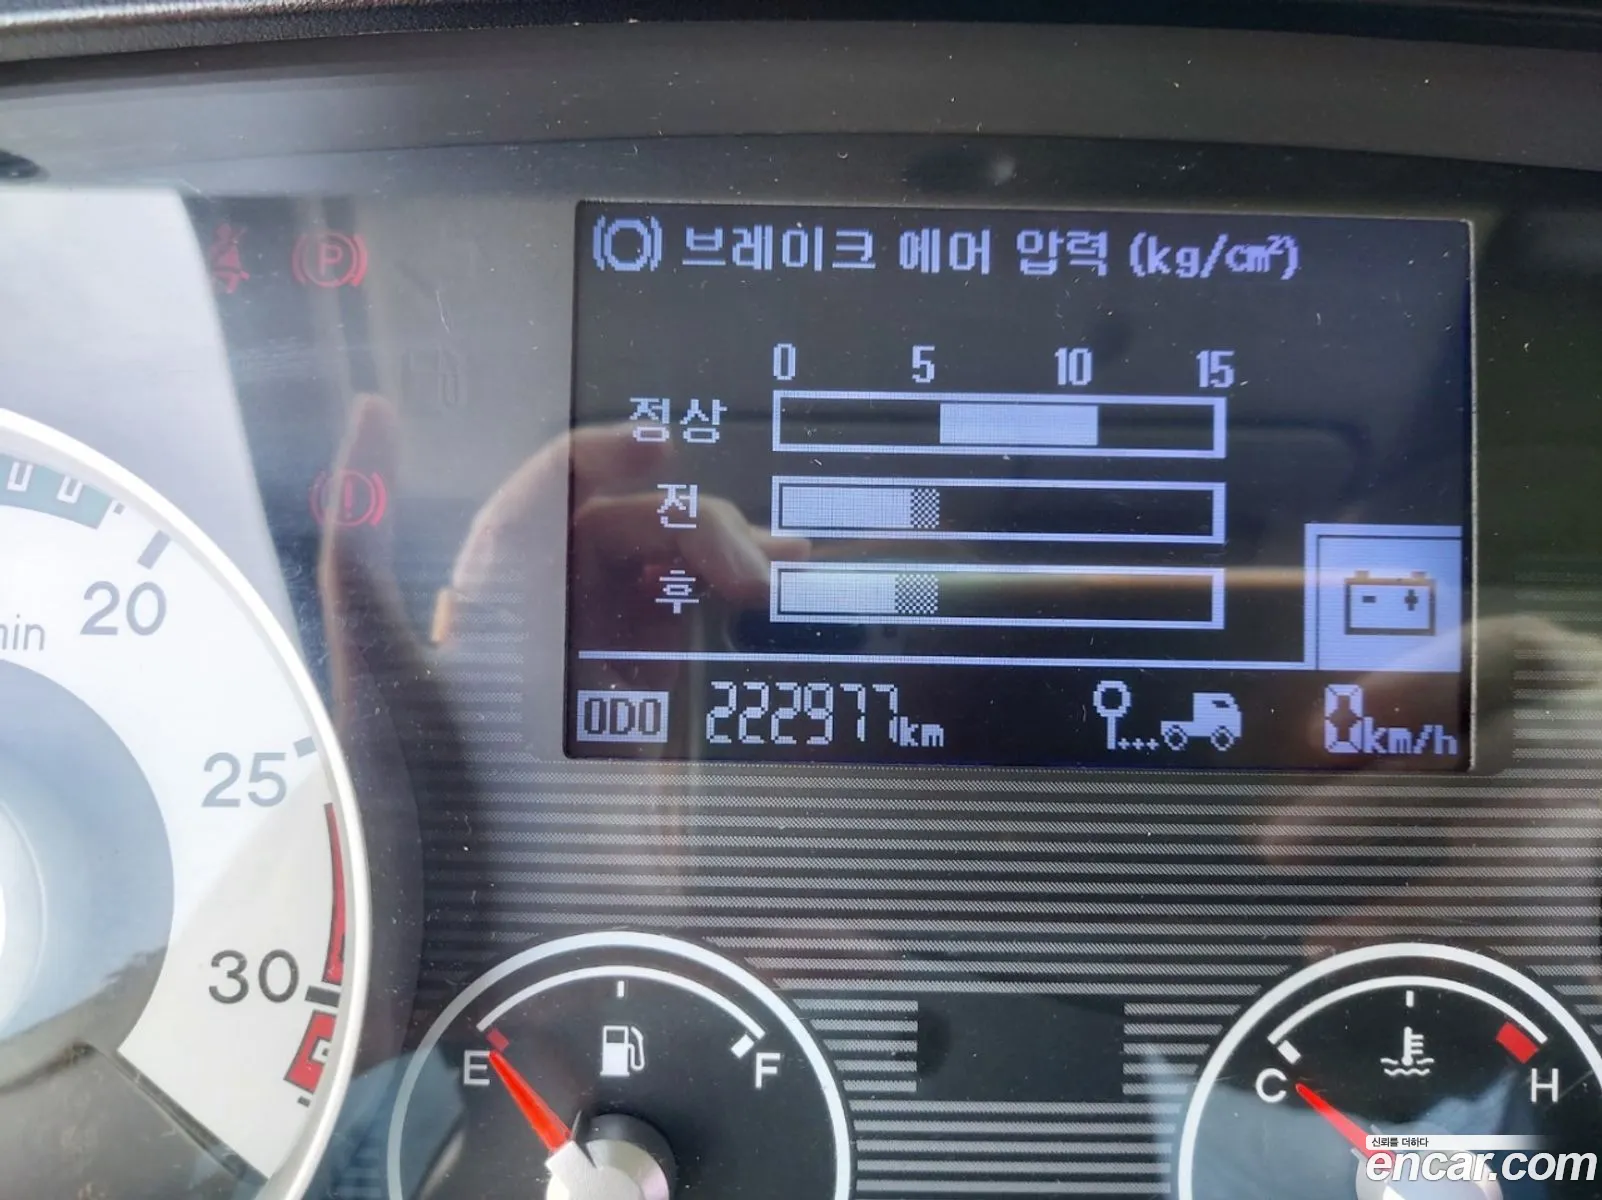 브레이크 에어 압력 (kg/cm²)
0 5 10 15
정상
전
후
ODO 222977km 0km/h
P
20
25
30
E F
C H
신뢰를 더하다
encar.com